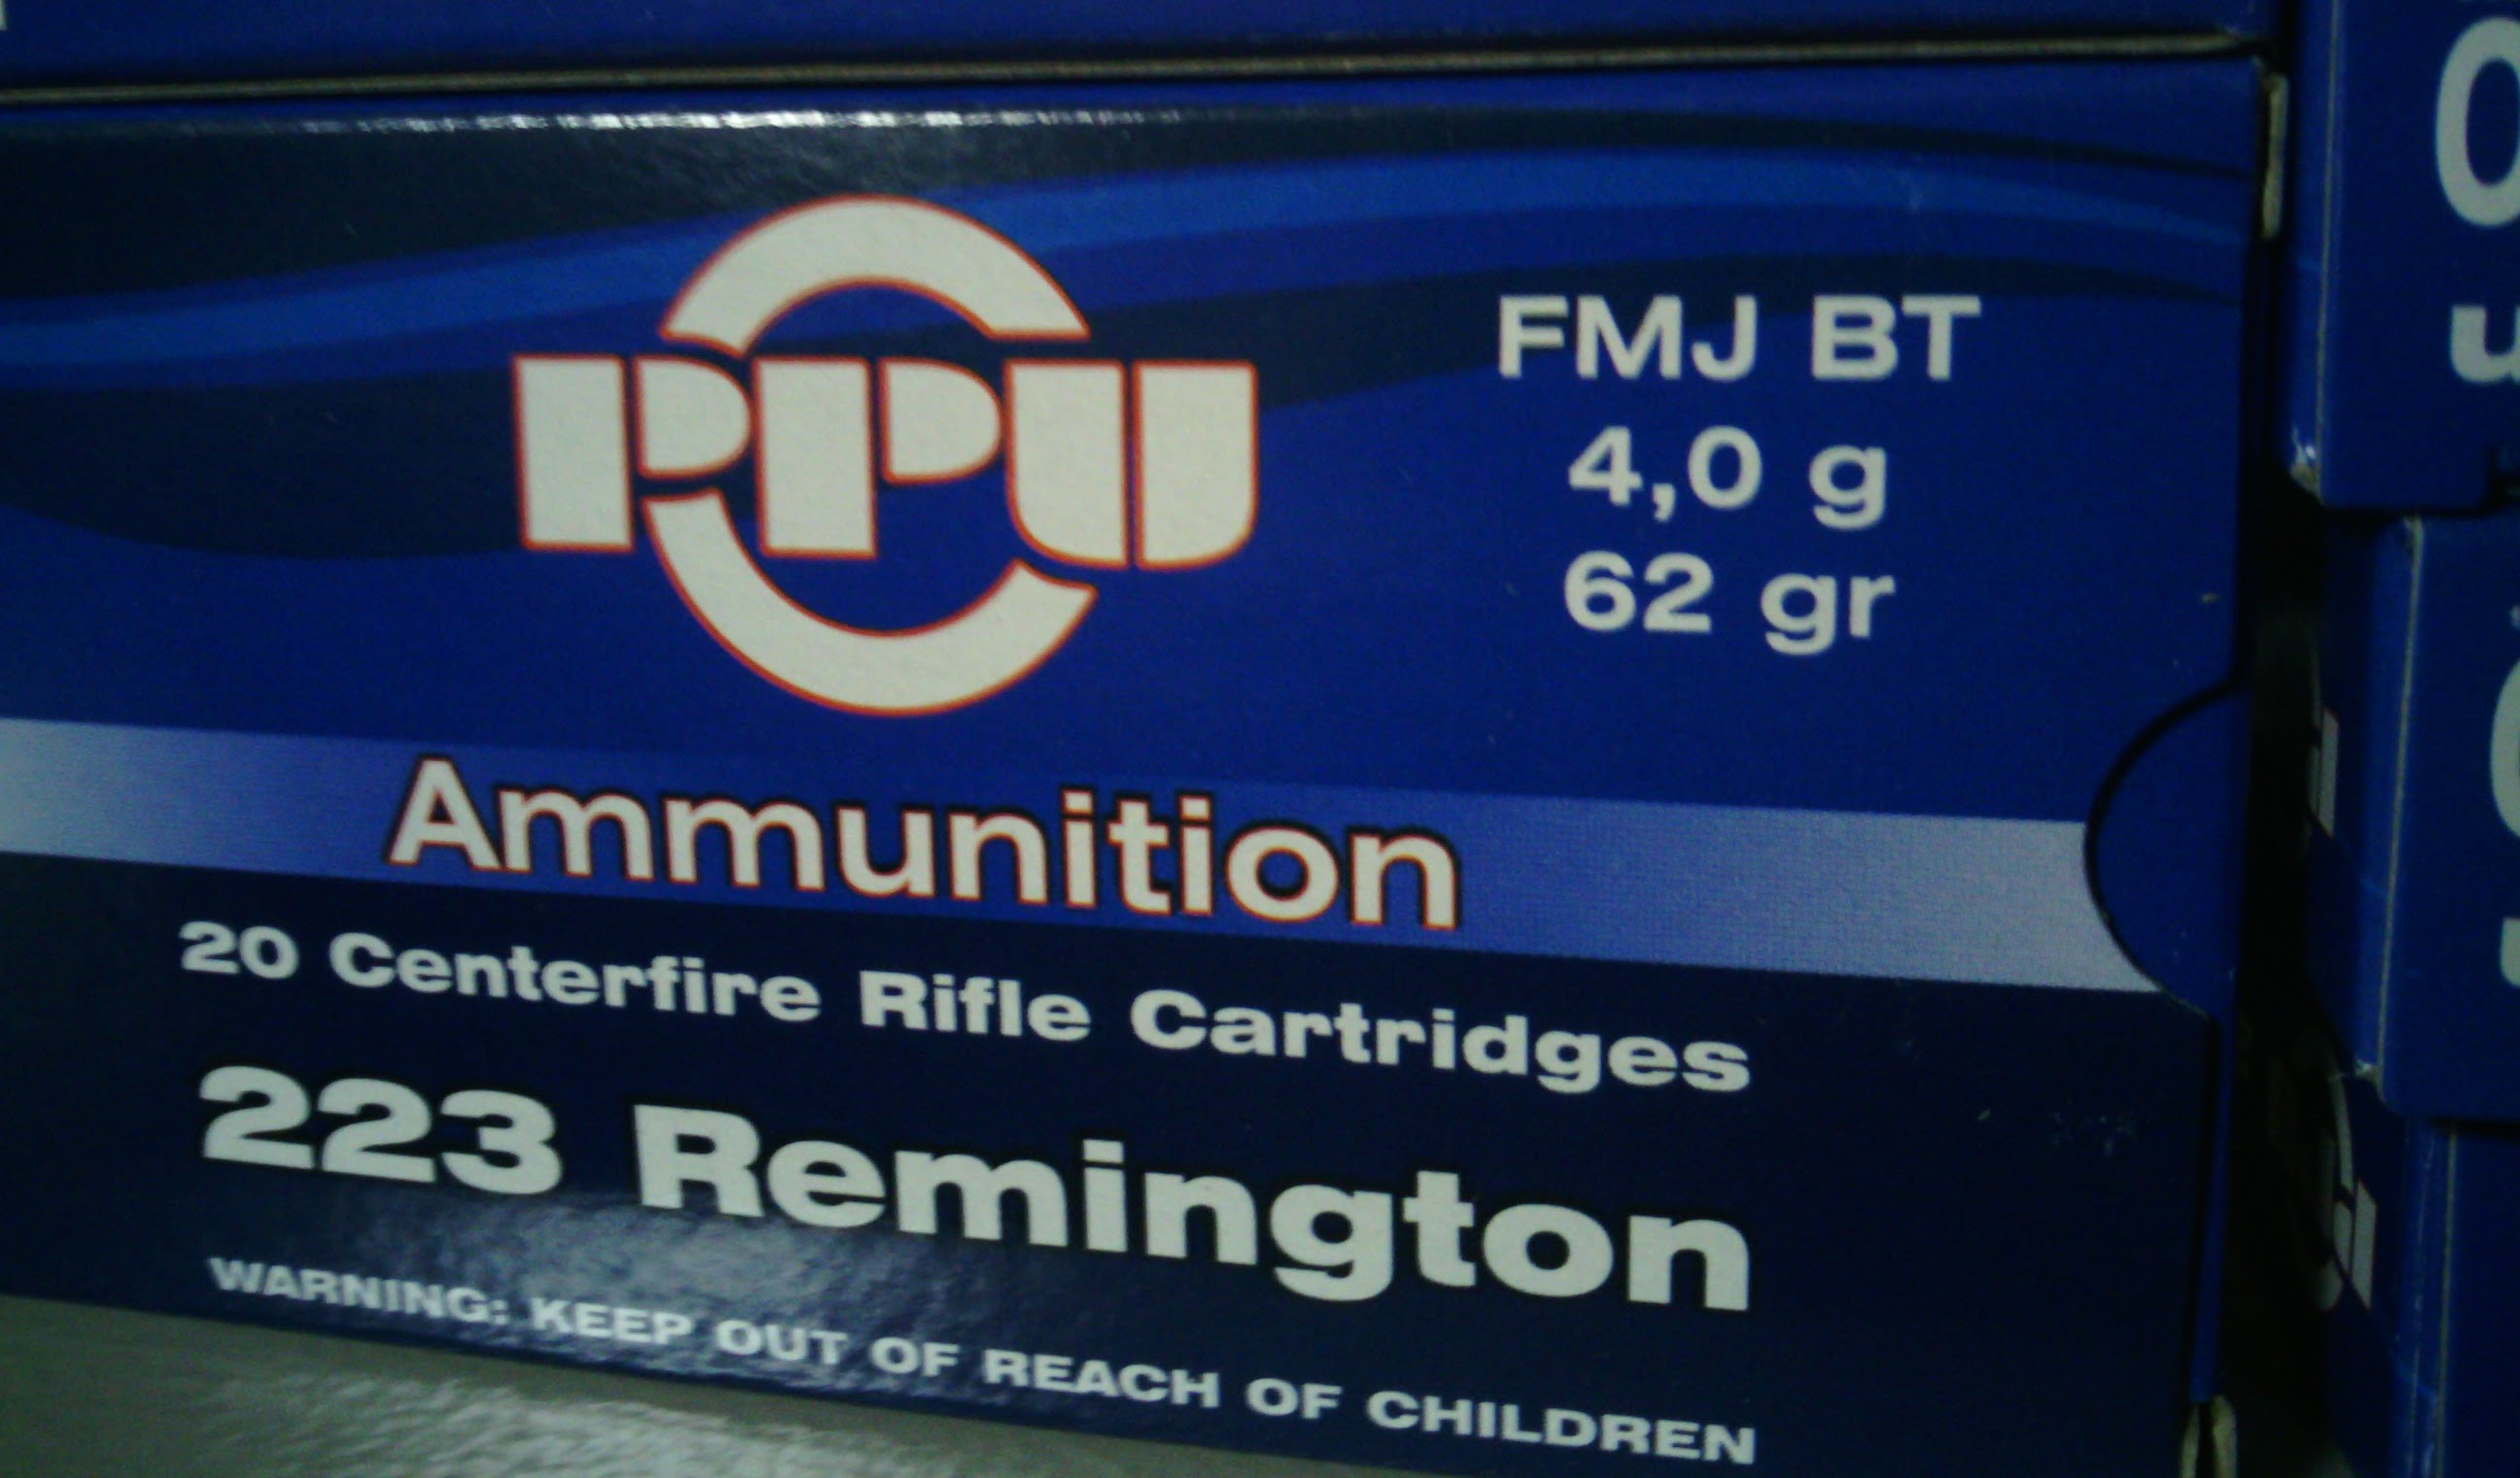 PPU
FMJ BT
4,0 g
62 gr
Ammunition
20 Centerfire Rifle Cartridges
223 Remington
WARNING: KEEP OUT OF REACH OF CHILDREN